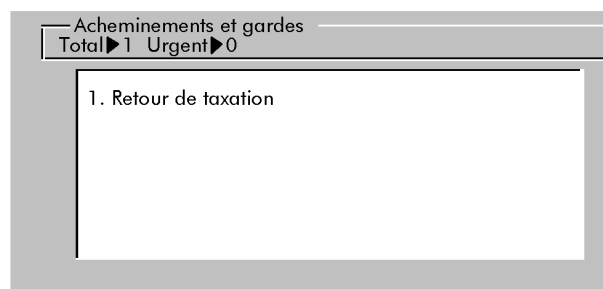 Acheminements et gardes
Total▶1 Urgent▶0
1. Retour de taxation